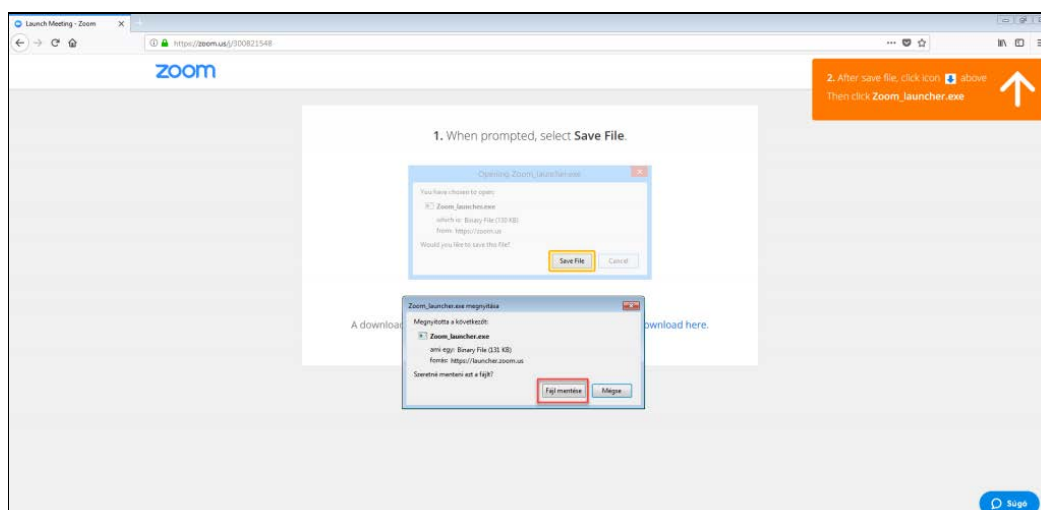 Launch Meeting - Zoom
https://zoom.us/j/300821548
zoom
2. After save file, click icon above
Then click Zoom_launcher.exe
1. When prompted, select Save File.
Opening Zoom_launcher.exe
You have chosen to open:
Zoom_launcher.exe
which is: Binary File (133 KB)
from: https://zoom.us
Would you like to save this file?
Save File Cancel
Zoom_launcher.exe megnyitása
Megnyitotta a következőt:
Zoom_launcher.exe
ami egy: Binary File (131 KB)
forrás: https://launcher.zoom.us
Szeretné menteni ezt a fájlt?
Fájl mentése Mégse
A download here.
Súgó